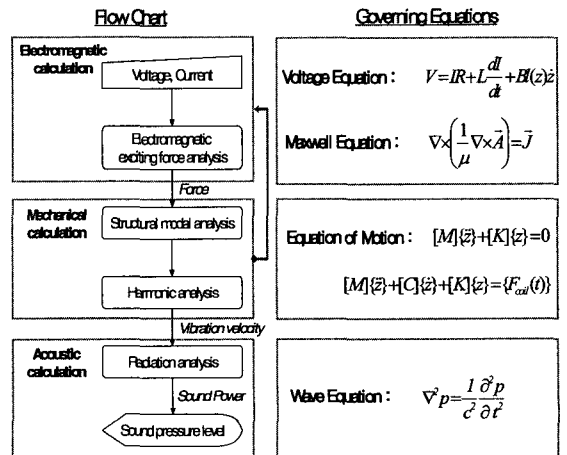 Flow Chart
Electromagnetic
calculation
Voltage, Current
Electromagnetic
exciting force analysis
Force
Mechanical
calculation
Structural modal analysis
Harmonic analysis
Vibration velocity
Acoustic
calculation
Radiation analysis
Sound Power
Sound pressure level
Governing Equations
Voltage Equation : V=IR+L dI/dt +Bl(z)ż
Maxwell Equation : ∇×(1/μ ∇×A⃗)=J⃗
Equation of Motion : [M]{z̈}+[K]{z}=0
[M]{z̈}+[C]{ż}+[K]{z}={F_coil(t)}
Wave Equation : ∇²p= 1/c² ∂²p/∂t²